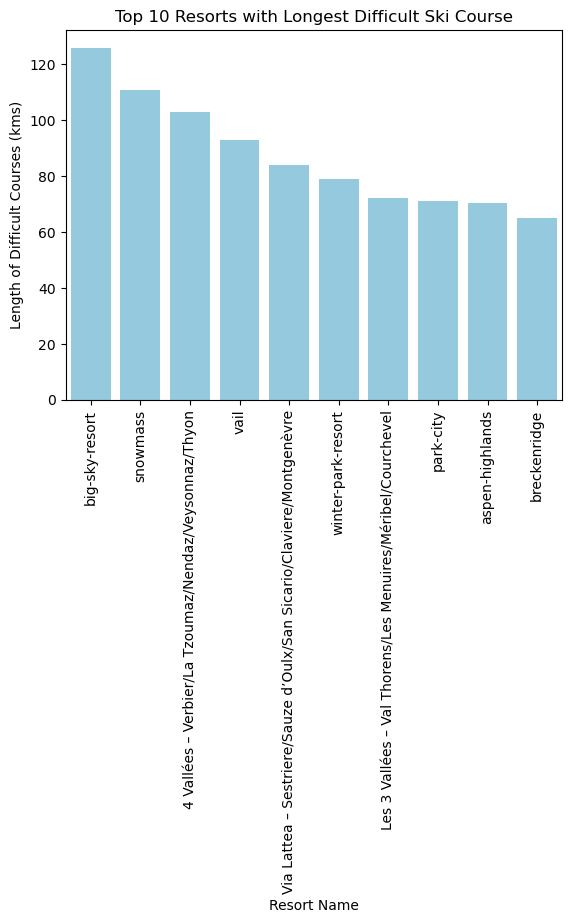 Top 10 Resorts with Longest Difficult Ski Course
Length of Difficult Courses (kms)
120
100
80
60
40
20
0
big-sky-resort
snowmass
4 Vallées – Verbier/La Tzoumaz/Nendaz/Veysonnaz/Thyon
vail
Via Lattea – Sestriere/Sauze d’Oulx/San Sicario/Claviere/Montgenèvre
winter-park-resort
Les 3 Vallées – Val Thorens/Les Menuires/Méribel/Courchevel
park-city
aspen-highlands
breckenridge
Resort Name